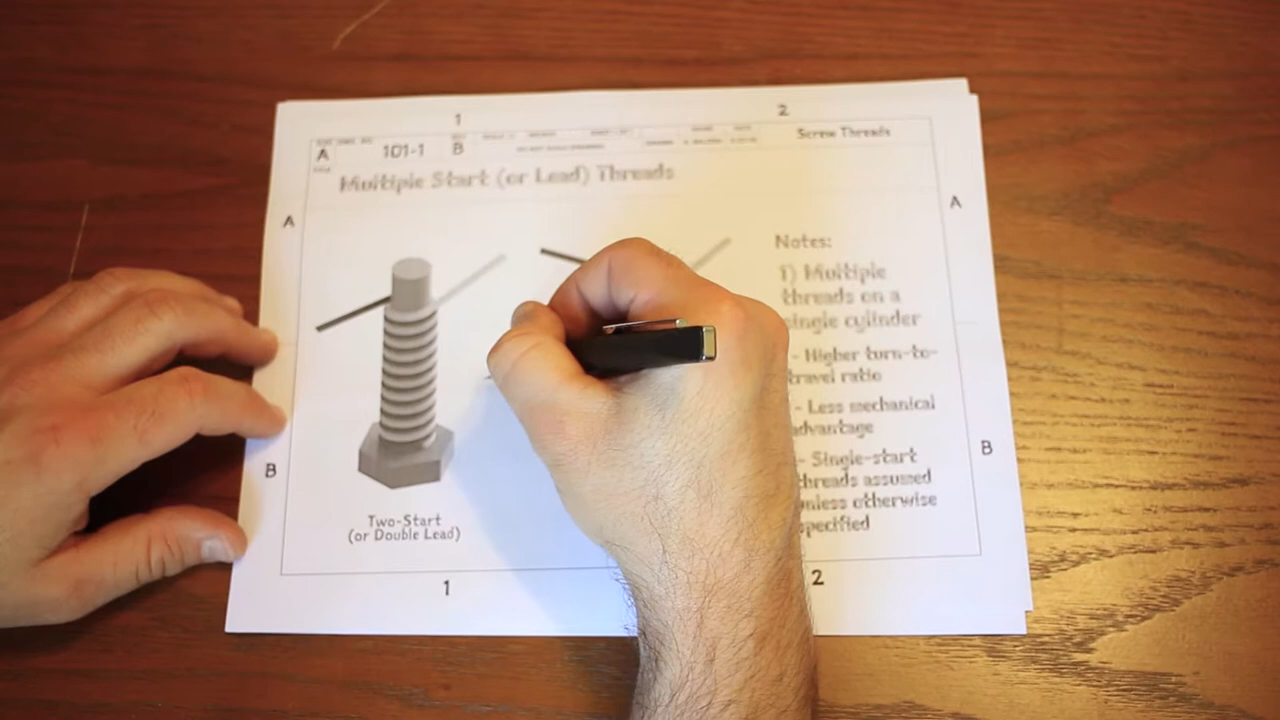 1
2
A
101-1
B
Screw Threads
Multiple Start (or Lead) Threads
A
A
Notes:
1) Multiple
threads on a
single cylinder
- Higher turn-to-
travel ratio
- Less mechanical
advantage
- Single-start
threads assumed
unless otherwise
specified
B
B
Two-Start
(or Double Lead)
1
2